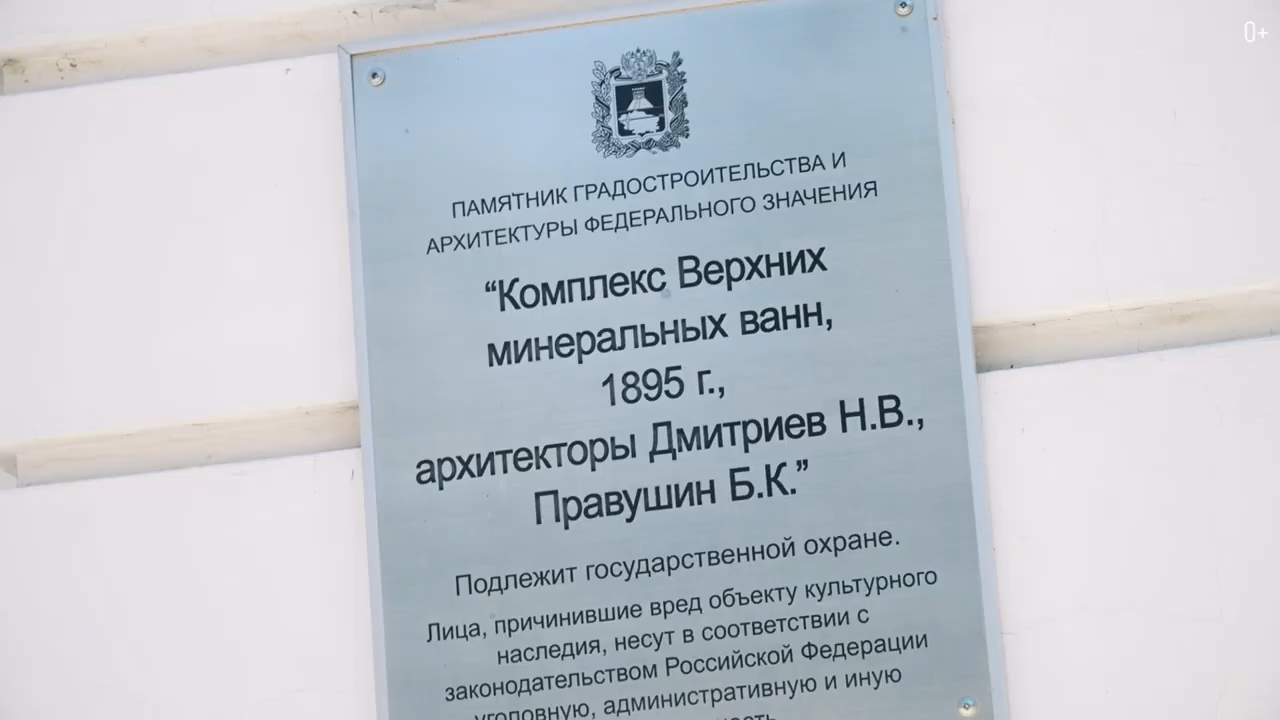 0+
ПАМЯТНИК ГРАДОСТРОИТЕЛЬСТВА И
АРХИТЕКТУРЫ ФЕДЕРАЛЬНОГО ЗНАЧЕНИЯ
“Комплекс Верхних
минеральных ванн,
1895 г.,
архитекторы Дмитриев Н.В.,
Правушин Б.К.”
Подлежит государственной охране.
Лица, причинившие вред объекту культурного
наследия, несут в соответствии с
законодательством Российской Федерации
уголовную, административную и иную